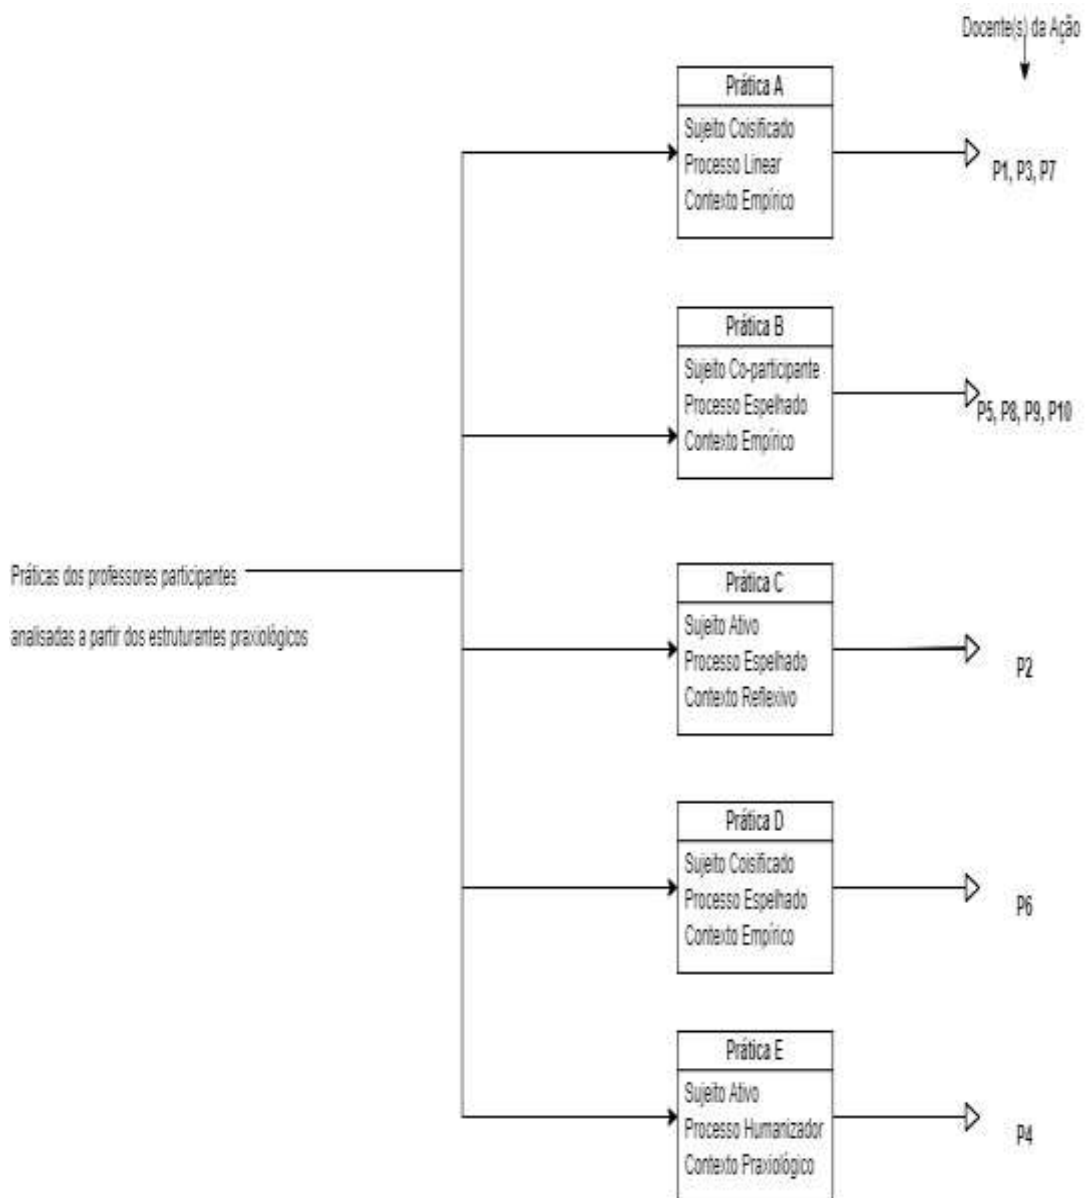 Docente(s) da Ação
Prática A
Sujeito Coisificado
Processo Linear
Contexto Empírico
P1, P3, P7
Prática B
Sujeito Co-participante
Processo Espelhado
Contexto Empírico
P5, P8, P9, P10
Práticas dos professores participantes
analisadas a partir dos estruturantes praxiológicos
Prática C
Sujeito Ativo
Processo Espelhado
Contexto Reflexivo
P2
Prática D
Sujeito Coisificado
Processo Espelhado
Contexto Empírico
P6
Prática E
Sujeito Ativo
Processo Humanizador
Contexto Praxiológico
P4